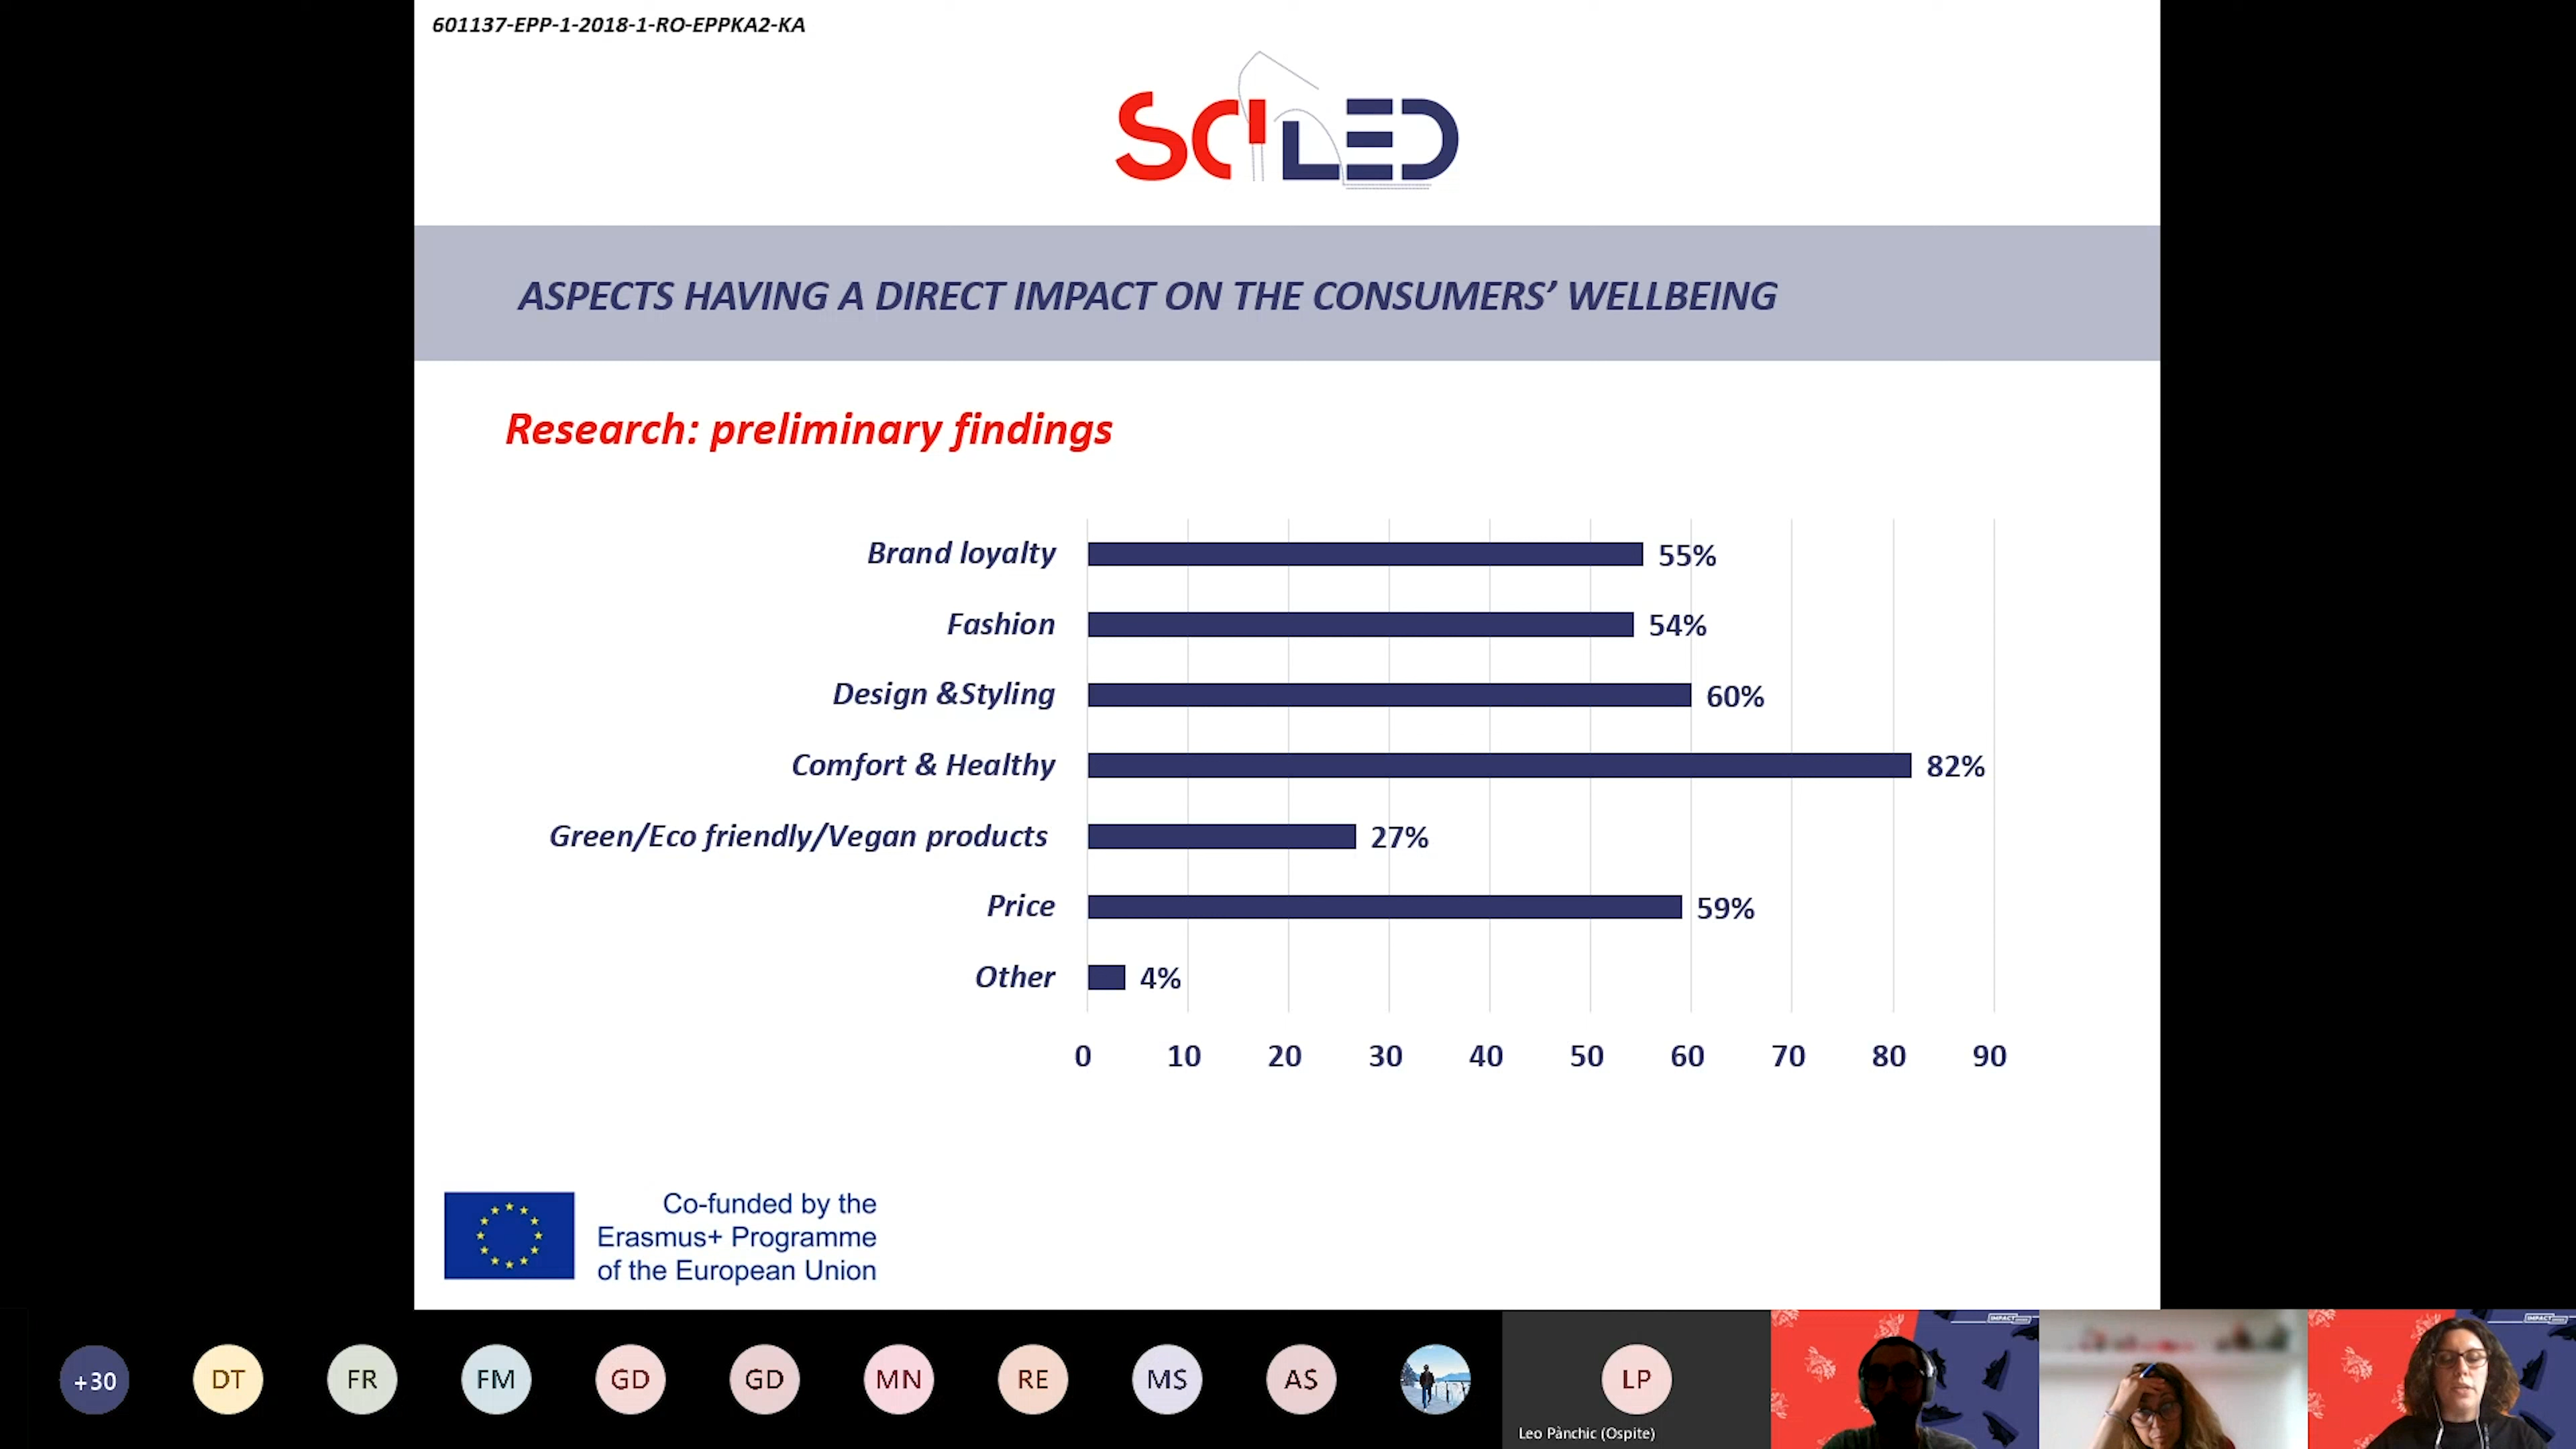 601137-EPP-1-2018-1-RO-EPPKA2-KA
SCILED
ASPECTS HAVING A DIRECT IMPACT ON THE CONSUMERS’ WELLBEING
Research: preliminary findings
Brand loyalty 55%
Fashion 54%
Design &Styling 60%
Comfort & Healthy 82%
Green/Eco friendly/Vegan products 27%
Price 59%
Other 4%
0 10 20 30 40 50 60 70 80 90
Co-funded by the
Erasmus+ Programme
of the European Union
+30 DT FR FM GD GD MN RE MS AS LP
Leo Pànchic (Ospite)
IMPACT
IMPACT